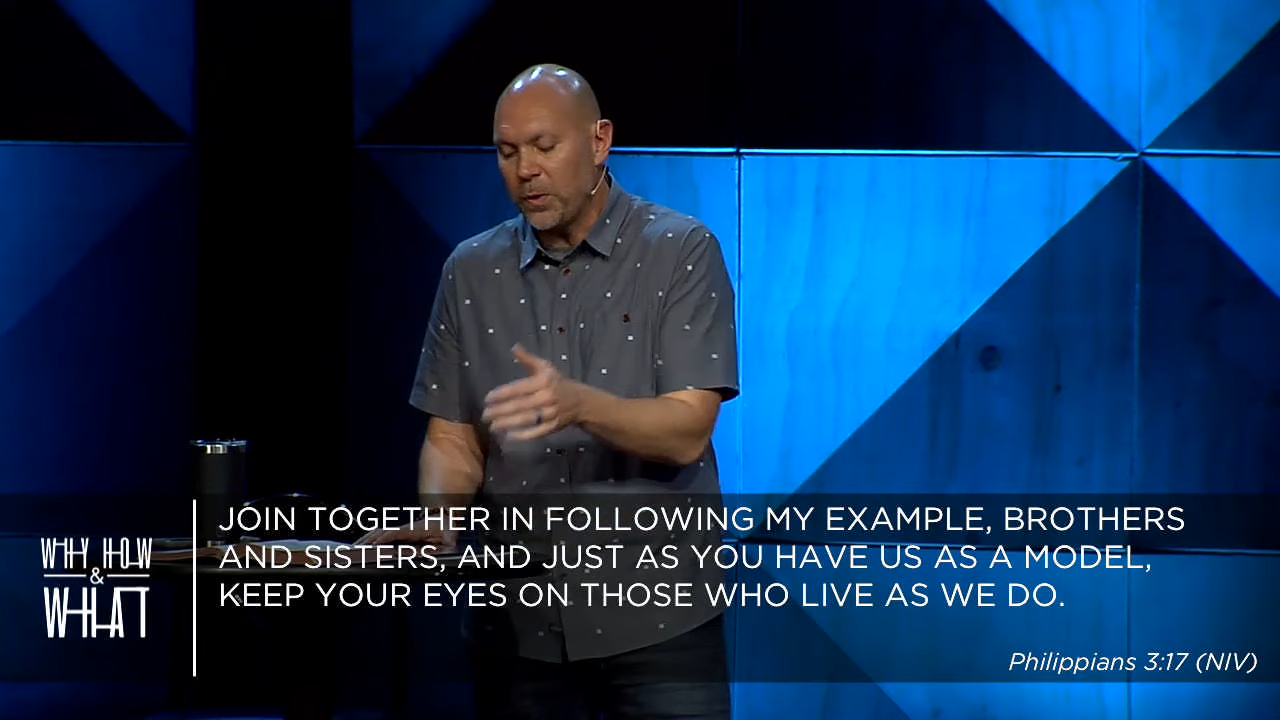 WHY HOW
&
WHAT
JOIN TOGETHER IN FOLLOWING MY EXAMPLE, BROTHERS
AND SISTERS, AND JUST AS YOU HAVE US AS A MODEL,
KEEP YOUR EYES ON THOSE WHO LIVE AS WE DO.
Philippians 3:17 (NIV)